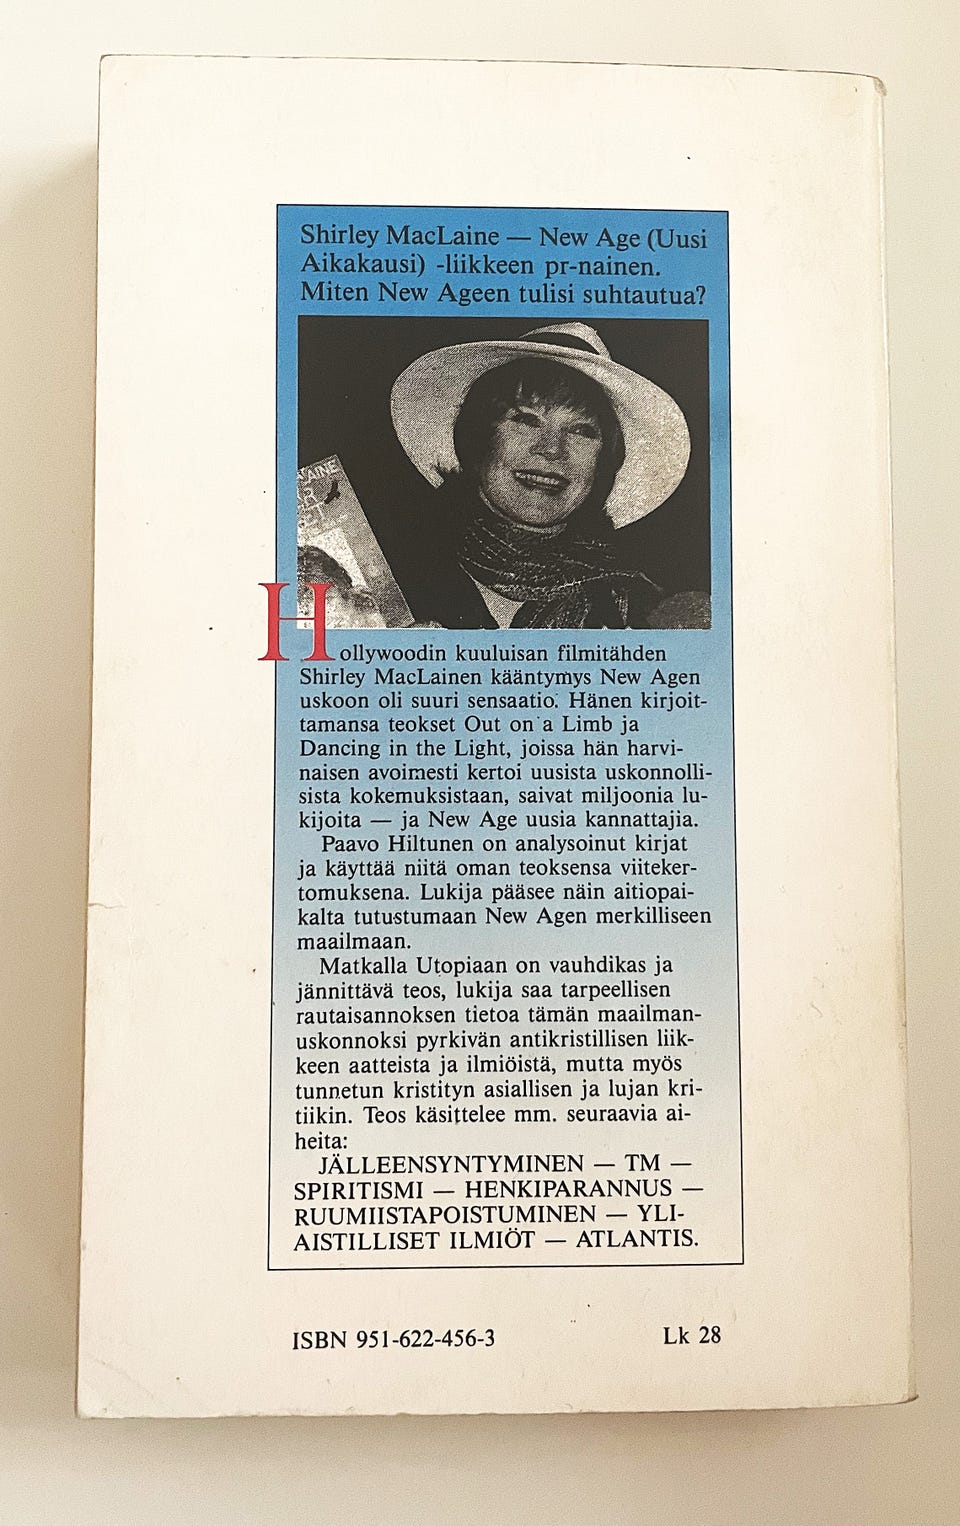 Shirley MacLaine — New Age (Uusi
Aikakausi) -liikkeen pr-nainen.
Miten New Ageen tulisi suhtautua?
LAINE
Hollywoodin kuuluisan filmitähden
Shirley MacLainen kääntymys New Agen
uskoon oli suuri sensaatio. Hänen kirjoit-
tamansa teokset Out on a Limb ja
Dancing in the Light, joissa hän harvi-
naisen avoimesti kertoi uusista uskonnolli-
sista kokemuksistaan, saivat miljoonia lu-
kijoita — ja New Age uusia kannattajia.
Paavo Hiltunen on analysoinut kirjat
ja käyttää niitä oman teoksensa viiteker-
tomuksena. Lukija pääsee näin aitiopai-
kalta tutustumaan New Agen merkilliseen
maailmaan.
Matkalla Utopiaan on vauhdikas ja
jännittävä teos, lukija saa tarpeellisen
rautaisannoksen tietoa tämän maailman-
uskonnoksi pyrkivän antikristillisen liik-
keen aatteista ja ilmiöistä, mutta myös
tunnetun kristityn asiallisen ja lujan kri-
tiikin. Teos käsittelee mm. seuraavia ai-
heita:
JÄLLEENSYNTYMINEN — TM —
SPIRITISMI — HENKIPARANNUS —
RUUMIISTAPOISTUMINEN — YLI-
AISTILLISET ILMIÖT — ATLANTIS.
ISBN 951-622-456-3
Lk 28